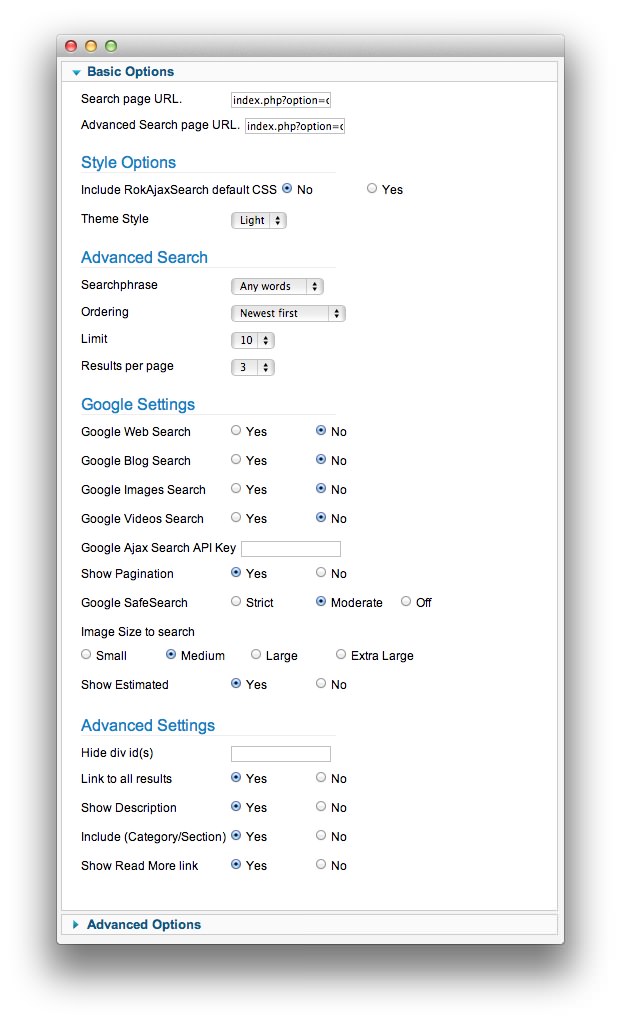 Basic Options
Search page URL. index.php?option=c
Advanced Search page URL. index.php?option=c
Style Options
Include RokAjaxSearch default CSS No Yes
Theme Style Light
Advanced Search
Searchphrase Any words
Ordering Newest first
Limit 10
Results per page 3
Google Settings
Google Web Search Yes No
Google Blog Search Yes No
Google Images Search Yes No
Google Videos Search Yes No
Google Ajax Search API Key
Show Pagination Yes No
Google SafeSearch Strict Moderate Off
Image Size to search
Small Medium Large Extra Large
Show Estimated Yes No
Advanced Settings
Hide div id(s)
Link to all results Yes No
Show Description Yes No
Include (Category/Section) Yes No
Show Read More link Yes No
Advanced Options